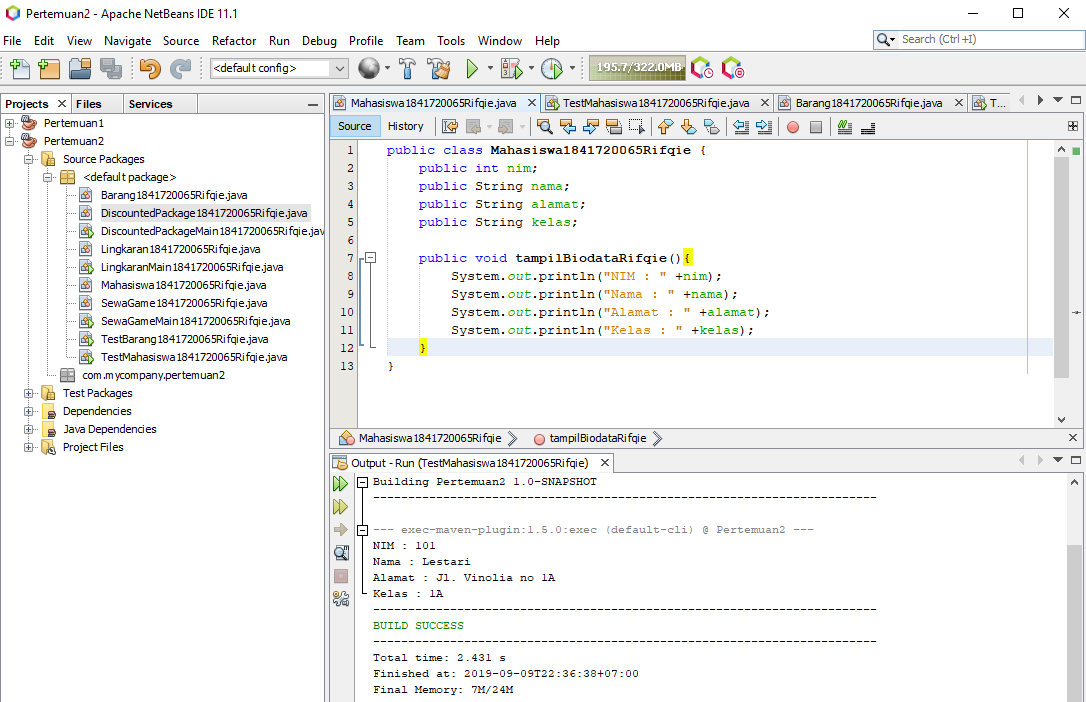 Pertemuan2 - Apache NetBeans IDE 11.1
File Edit View Navigate Source Refactor Run Debug Profile Team Tools Window Help
Search (Ctrl+I)
<default config>
195.7/322.0MB
Projects Files Services
Pertemuan1
Pertemuan2
Source Packages
<default package>
Barang1841720065Rifqie.java
DiscountedPackage1841720065Rifqie.java
DiscountedPackageMain1841720065Rifqie.jav
Lingkaran1841720065Rifqie.java
LingkaranMain1841720065Rifqie.java
Mahasiswa1841720065Rifqie.java
SewaGame1841720065Rifqie.java
SewaGameMain1841720065Rifqie.java
TestBarang1841720065Rifqie.java
TestMahasiswa1841720065Rifqie.java
com.mycompany.pertemuan2
Test Packages
Dependencies
Java Dependencies
Project Files
Mahasiswa1841720065Rifqie.java TestMahasiswa1841720065Rifqie.java Barang1841720065Rifqie.java T...
Source History
1 public class Mahasiswa1841720065Rifqie {
2 public int nim;
3 public String nama;
4 public String alamat;
5 public String kelas;
6
7 public void tampilBiodataRifqie(){
8 System.out.println("NIM : " +nim);
9 System.out.println("Nama : " +nama);
10 System.out.println("Alamat : " +alamat);
11 System.out.println("Kelas : " +kelas);
12 }
13 }
Mahasiswa1841720065Rifqie tampilBiodataRifqie
Output - Run (TestMahasiswa1841720065Rifqie)
Building Pertemuan2 1.0-SNAPSHOT
------------------------------------------------------------------------
--- exec-maven-plugin:1.5.0:exec (default-cli) @ Pertemuan2 ---
NIM : 101
Nama : Lestari
Alamat : Jl. Vinolia no 1A
Kelas : 1A
------------------------------------------------------------------------
BUILD SUCCESS
------------------------------------------------------------------------
Total time: 2.431 s
Finished at: 2019-09-09T22:36:38+07:00
Final Memory: 7M/24M